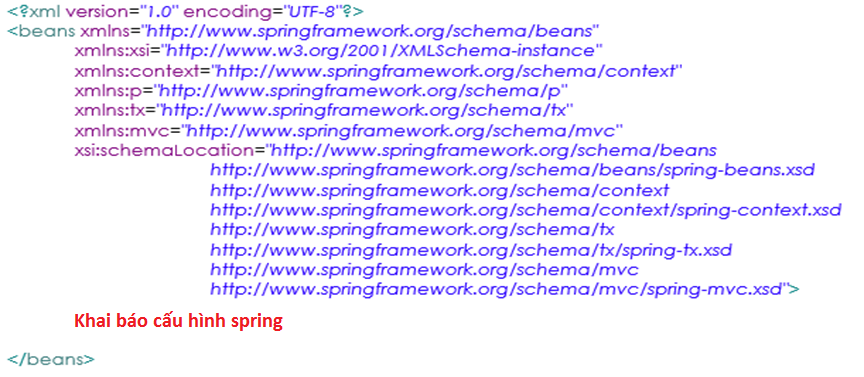 <?xml version="1.0" encoding="UTF-8"?>
<beans xmlns="http://www.springframework.org/schema/beans"
xmlns:xsi="http://www.w3.org/2001/XMLSchema-instance"
xmlns:context="http://www.springframework.org/schema/context"
xmlns:p="http://www.springframework.org/schema/p"
xmlns:tx="http://www.springframework.org/schema/tx"
xmlns:mvc="http://www.springframework.org/schema/mvc"
xsi:schemaLocation="http://www.springframework.org/schema/beans
http://www.springframework.org/schema/beans/spring-beans.xsd
http://www.springframework.org/schema/context
http://www.springframework.org/schema/context/spring-context.xsd
http://www.springframework.org/schema/tx
http://www.springframework.org/schema/tx/spring-tx.xsd
http://www.springframework.org/schema/mvc
http://www.springframework.org/schema/mvc/spring-mvc.xsd">
Khai báo cấu hình spring
</beans>